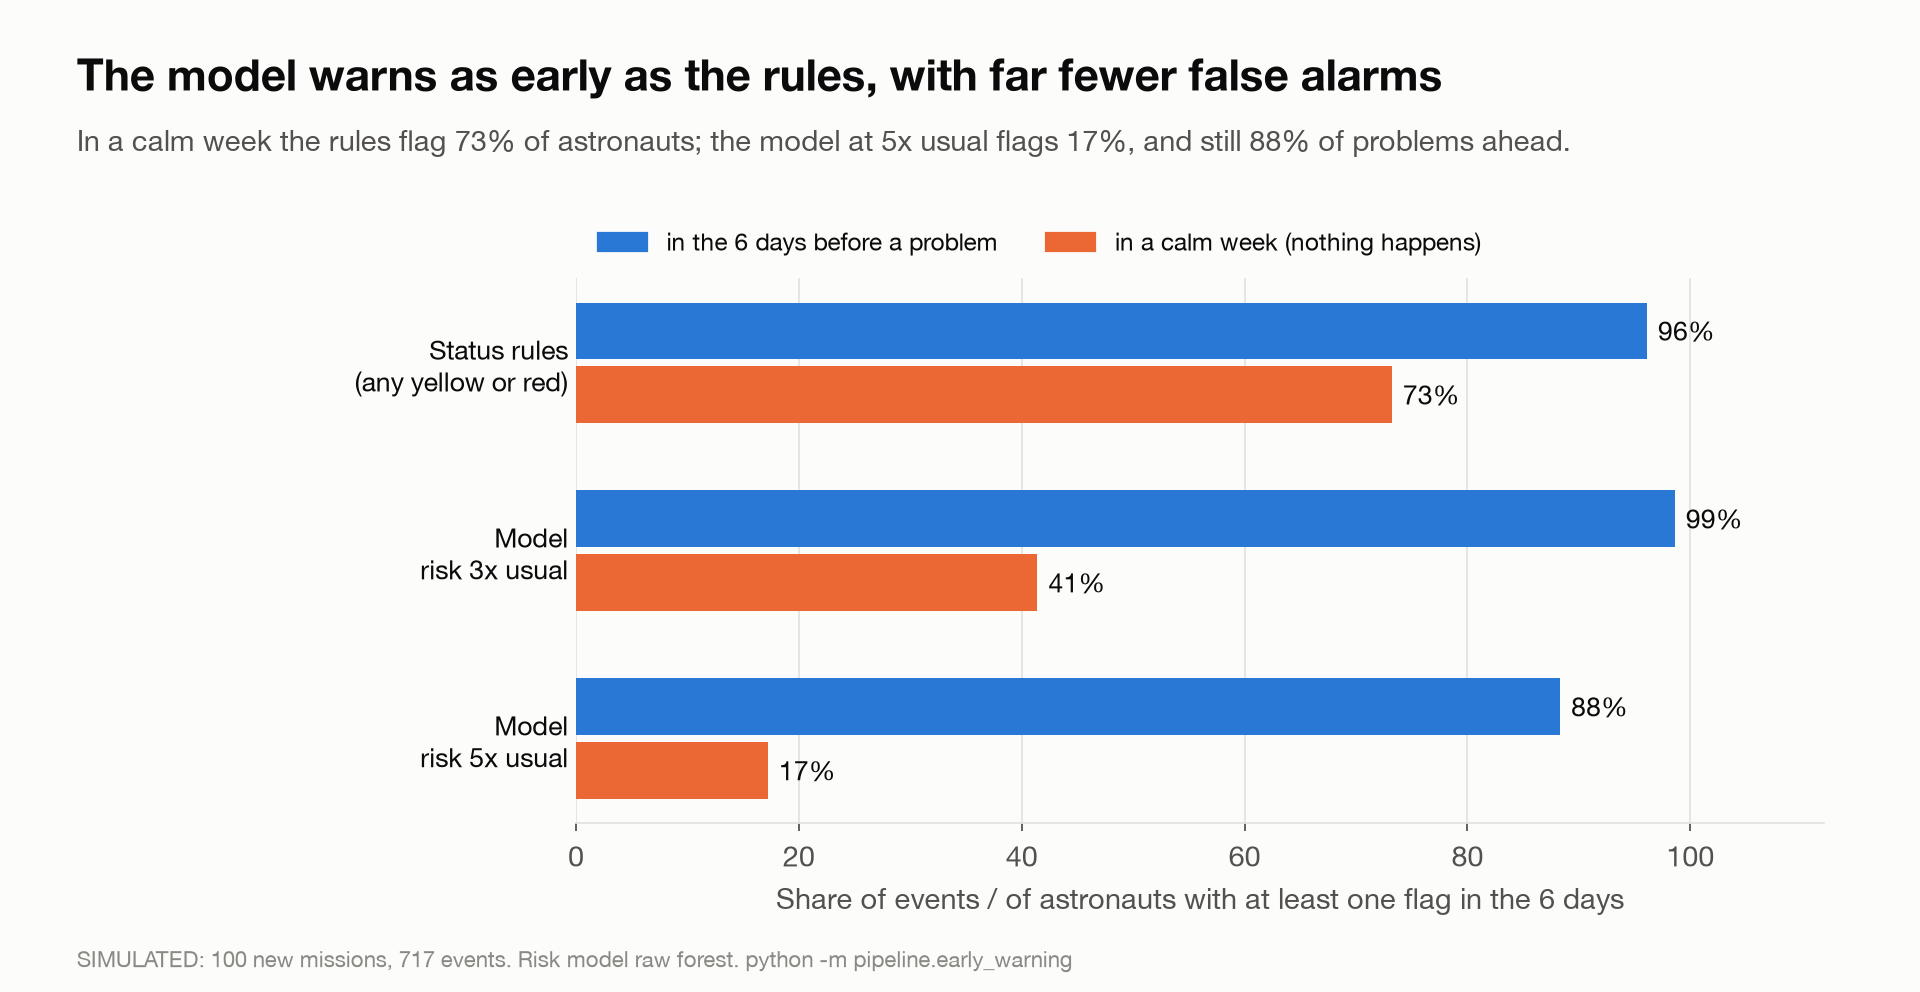 The model warns as early as the rules, with far fewer false alarms
In a calm week the rules flag 73% of astronauts; the model at 5x usual flags 17%, and still 88% of problems ahead.
in the 6 days before a problem
in a calm week (nothing happens)
Status rules
(any yellow or red)
96%
73%
Model
risk 3x usual
99%
41%
Model
risk 5x usual
88%
17%
0 20 40 60 80 100
Share of events / of astronauts with at least one flag in the 6 days
SIMULATED: 100 new missions, 717 events. Risk model raw forest. python -m pipeline.early_warning